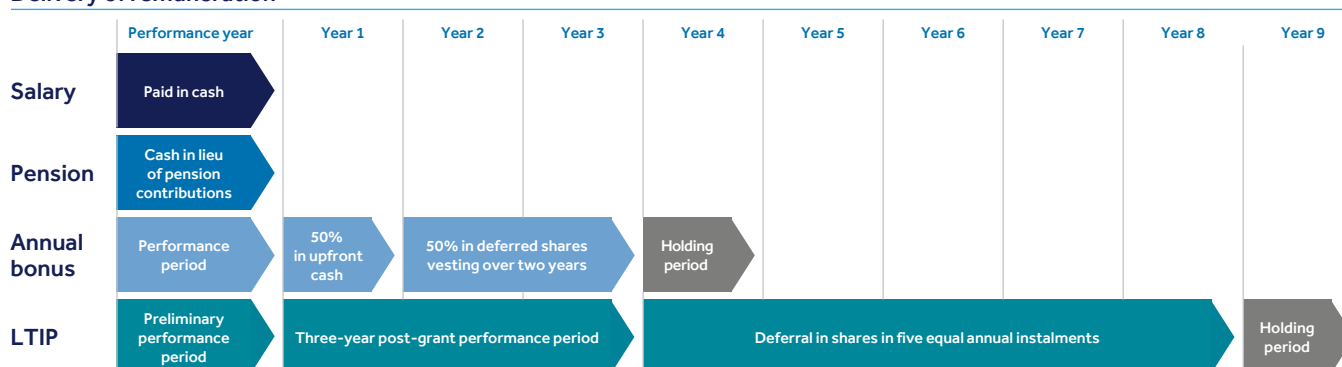 Delivery of remuneration
Performance year Year 1 Year 2 Year 3 Year 4 Year 5 Year 6 Year 7 Year 8 Year 9
Salary
Paid in cash
Pension
Cash in lieu
of pension
contributions
Annual
bonus
Performance
period
50%
in upfront
cash
50% in deferred shares
vesting over two years
Holding
period
LTIP
Preliminary
performance
period
Three-year post-grant performance period
Deferral in shares in five equal annual instalments
Holding
period